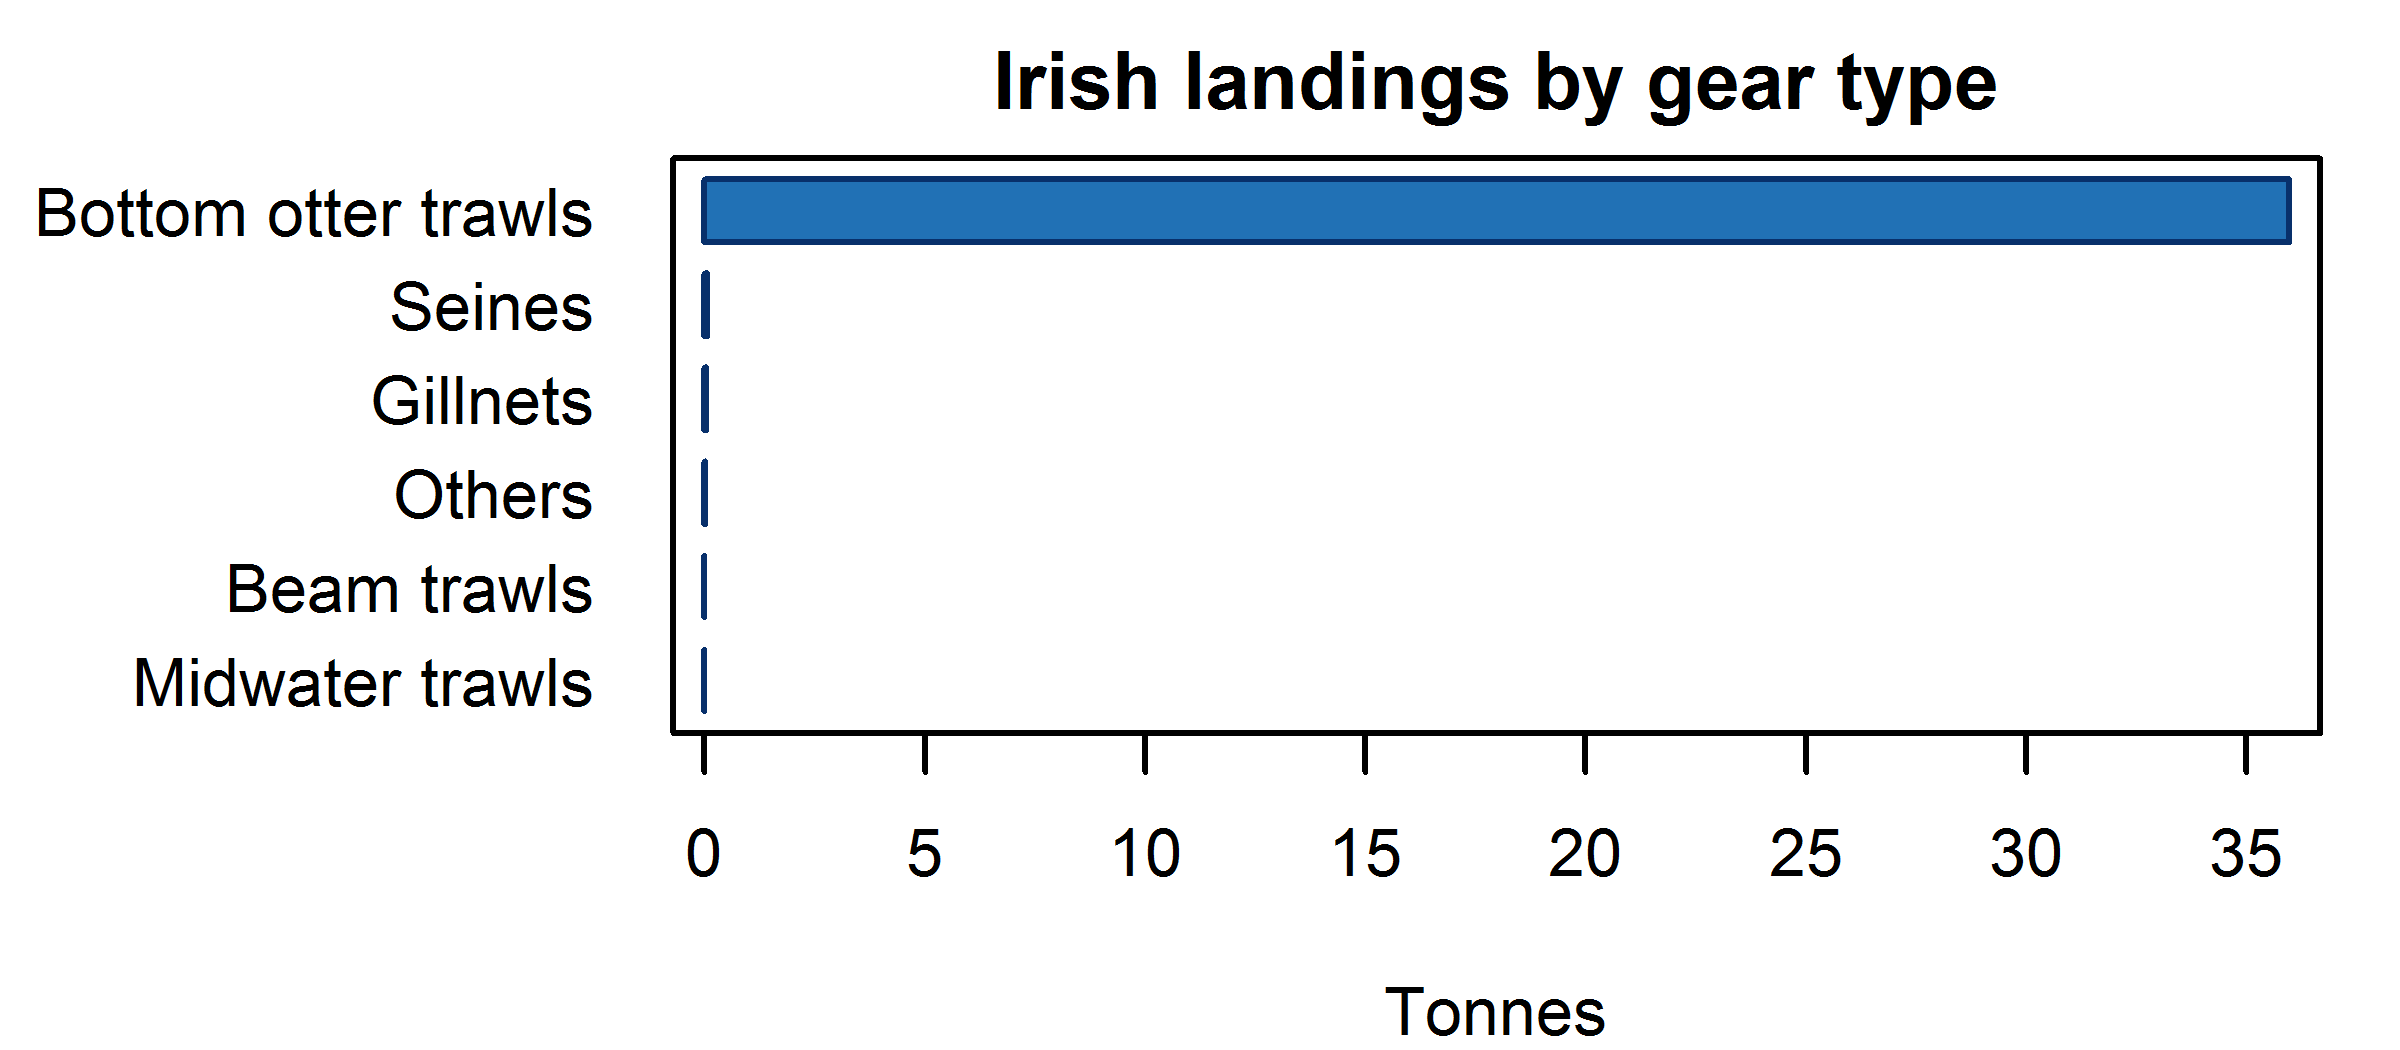 Irish landings by gear type
Bottom otter trawls
Seines
Gillnets
Others
Beam trawls
Midwater trawls
0 5 10 15 20 25 30 35
Tonnes